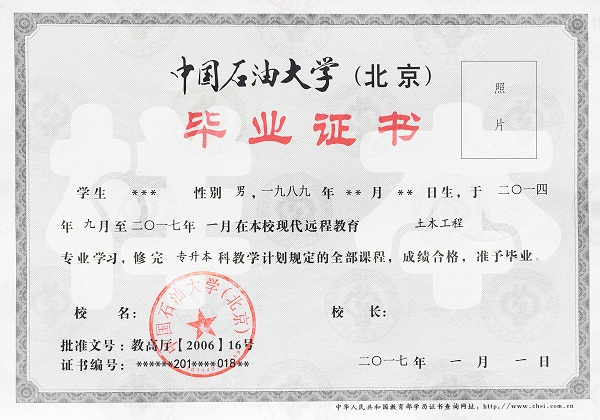 中国石油大学（北京）
照
片
毕业证书
学生 *** 性别 男，一九八九 年 ** 月 ** 日生，于 二〇一四
年 九 月至 二〇一七 年 一 月在本校现代远程教育 土木工程
专业学习，修完 专升本 科教学计划规定的全部课程，成绩合格，准予毕业。
校 名： 校 长：
中国石油大学（北京）
批准文号：教高厅【2006】16号
证书编号：******201****018** 二〇一七 年 一 月 一 日
中华人民共和国教育部学历证书查询网址：http://www.chsi.com.cn